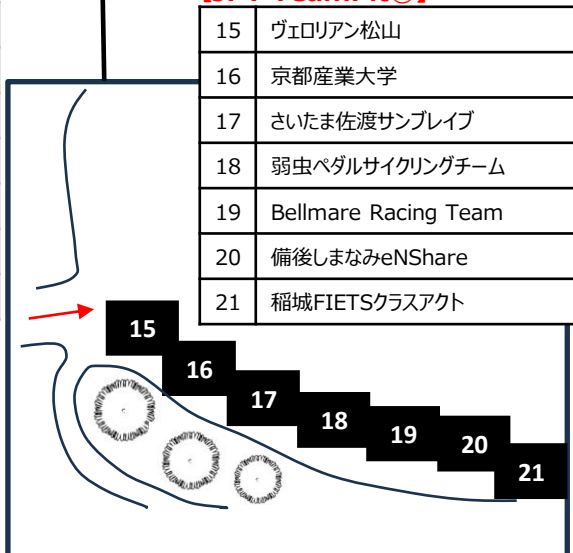 15 ヴェロリアン松山
16 京都産業大学
17 さいたま佐渡サンブレイブ
18 弱虫ペダルサイクリングチーム
19 Bellmare Racing Team
20 備後しまなみeNShare
21 稲城FIETSクラスアクト
15
16
17
18
19
20
21